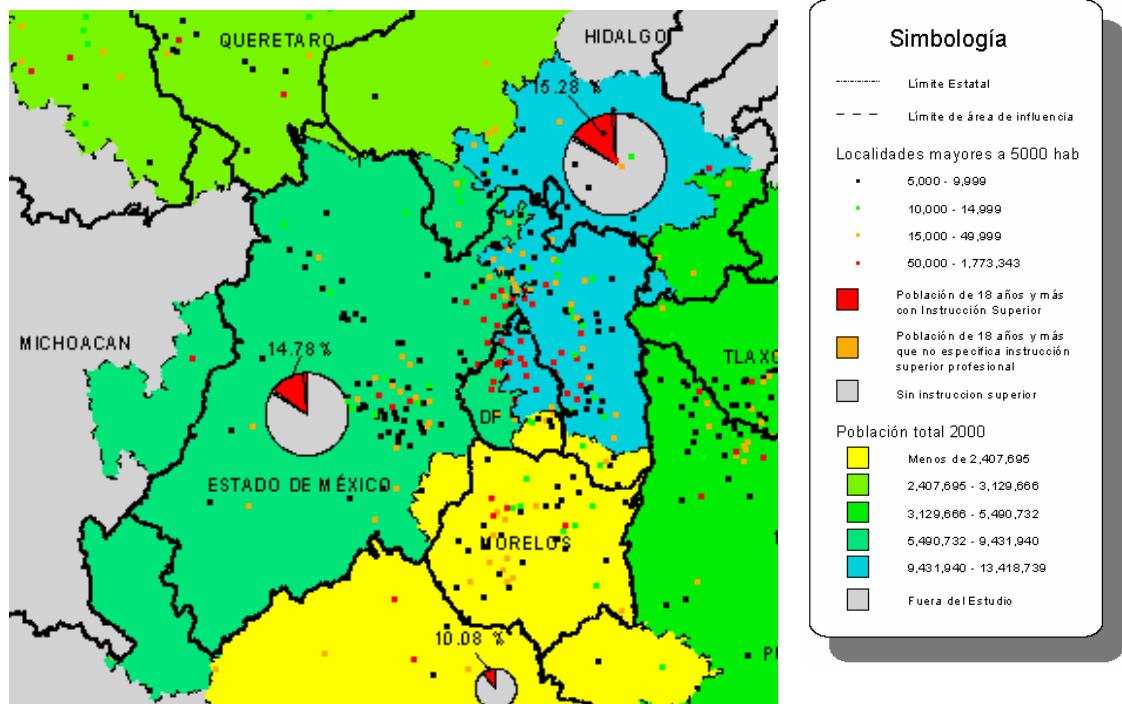 QUERETARO
HIDALGO
15.28 %
MICHOACAN
14.78 %
TLAXC
DF
ESTADO DE MÉXICO
MORELOS
10.08 %
Simbología
Límite Estatal
Límite de área de influencia
Localidades mayores a 5000 hab
5,000 - 9,999
10,000 - 14,999
15,000 - 49,999
50,000 - 1,773,343
Población de 18 años y más
con Instrucción Superior
Población de 18 años y más
que no especifica instrucción
superior profesional
Sin instruccion superior
Población total 2000
Menos de 2,407,695
2,407,695 - 3,129,666
3,129,666 - 5,490,732
5,490,732 - 9,431,940
9,431,940 - 13,418,739
Fuera del Estudio